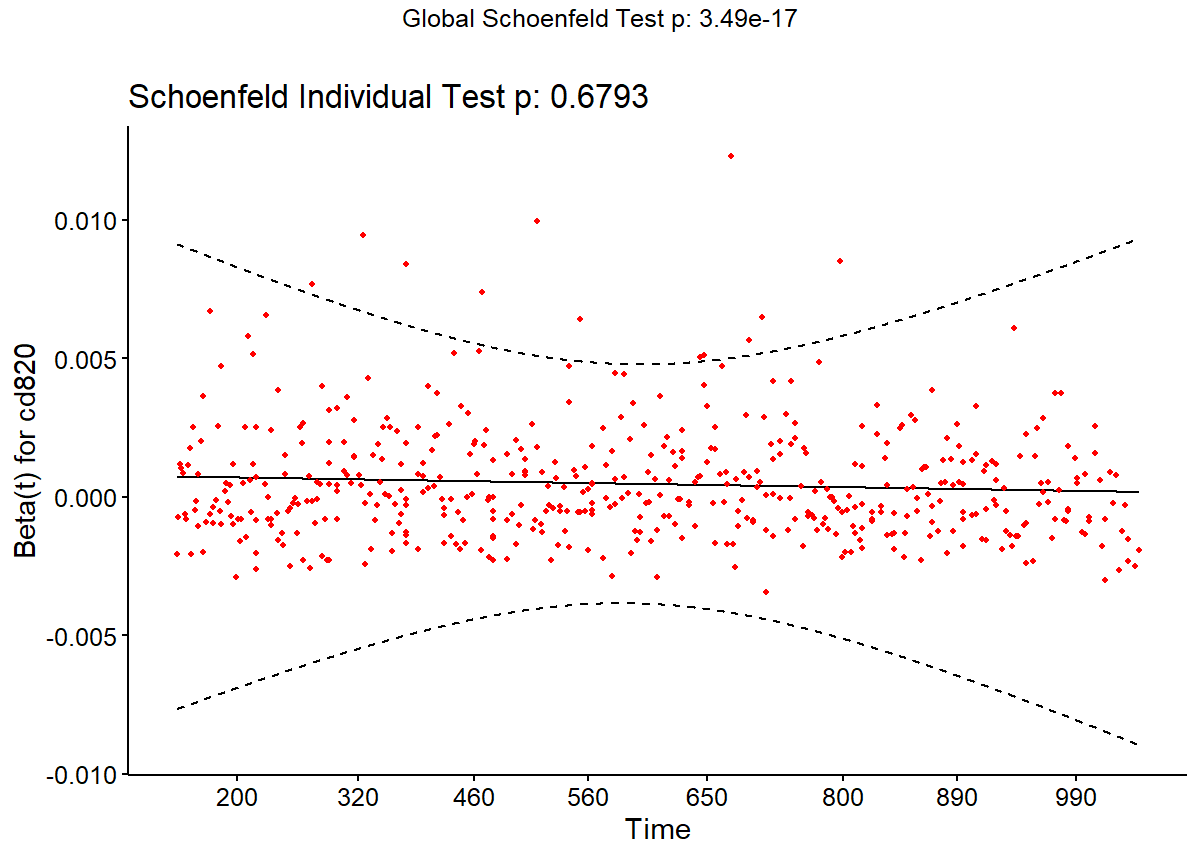 Global Schoenfeld Test p: 3.49e-17
Schoenfeld Individual Test p: 0.6793
Beta(t) for cd820
0.010
0.005
0.000
-0.005
-0.010
200 320 460 560 650 800 890 990
Time